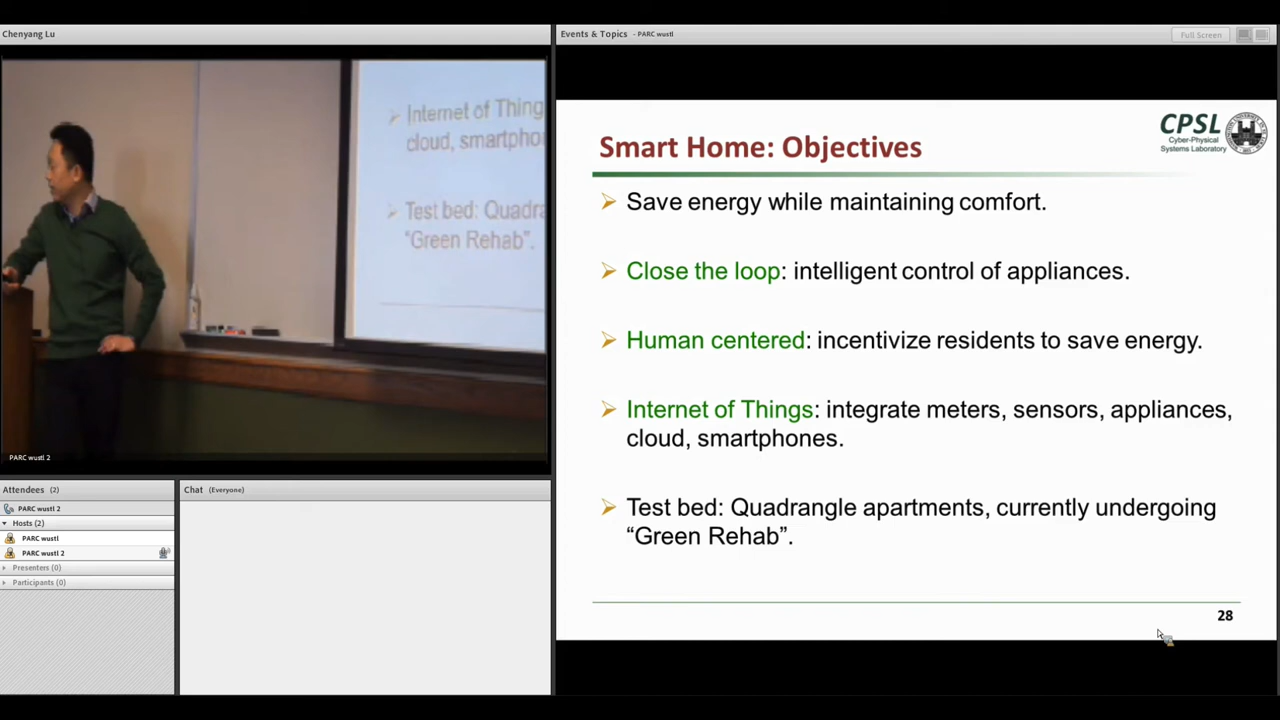 Chenyang Lu
Events & Topics - PARC wustl
Full Screen
Internet of Thing
cloud, smartpho
Test bed: Quadra
“Green Rehab”.
PARC wustl 2
Attendees (2)
PARC wustl 2
Hosts (2)
PARC wustl
PARC wustl 2
Presenters (0)
Participants (0)
Chat (Everyone)
Smart Home: Objectives
CPSL
Cyber-Physical
Systems Laboratory
Save energy while maintaining comfort.
Close the loop: intelligent control of appliances.
Human centered: incentivize residents to save energy.
Internet of Things: integrate meters, sensors, appliances,
cloud, smartphones.
Test bed: Quadrangle apartments, currently undergoing
“Green Rehab”.
28